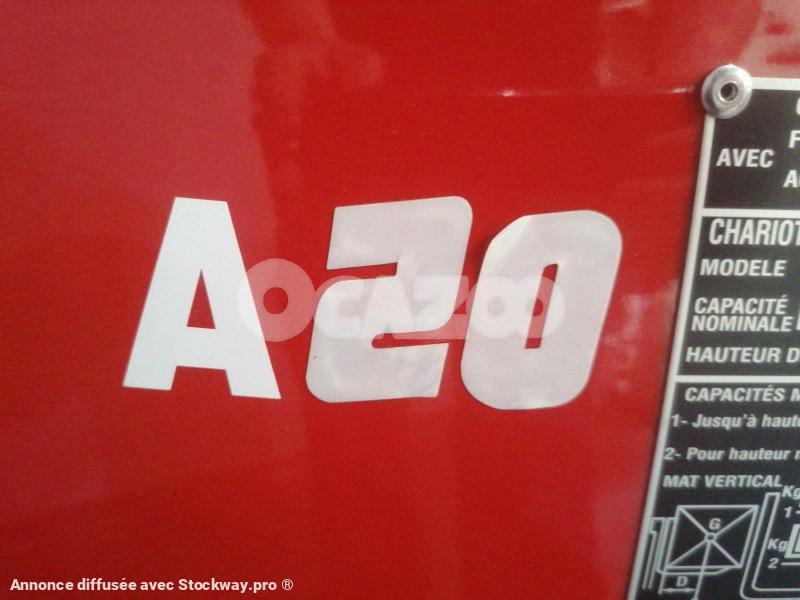 A20
OCAZOO
AVEC
CHARIOT
MODELE
CAPACITÉ
NOMINALE
HAUTEUR D
CAPACITÉS M
1- Jusqu'à haut
2- Pour hauteur
MAT VERTICAL
Kg
1-
G
Kg
2
D
Annonce diffusée avec Stockway.pro ®